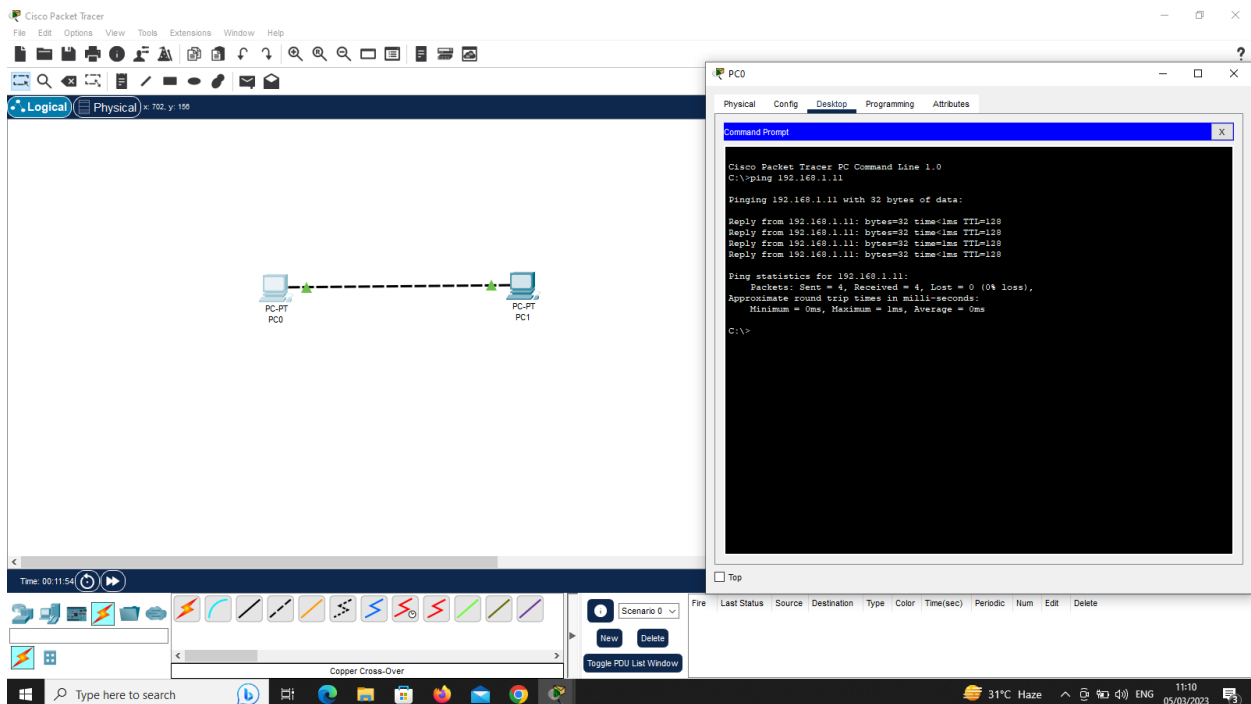 Cisco Packet Tracer
File Edit Options View Tools Extensions Window Help
?
Logical
Physical
x: 702, y: 156
PC-PT
PC0
PC-PT
PC1
PC0
Physical Config Desktop Programming Attributes
Command Prompt
X
Cisco Packet Tracer PC Command Line 1.0
C:\>ping 192.168.1.11
Pinging 192.168.1.11 with 32 bytes of data:
Reply from 192.168.1.11: bytes=32 time<1ms TTL=128
Reply from 192.168.1.11: bytes=32 time<1ms TTL=128
Reply from 192.168.1.11: bytes=32 time=1ms TTL=128
Reply from 192.168.1.11: bytes=32 time<1ms TTL=128
Ping statistics for 192.168.1.11:
Packets: Sent = 4, Received = 4, Lost = 0 (0% loss),
Approximate round trip times in milli-seconds:
Minimum = 0ms, Maximum = 1ms, Average = 0ms
C:\>
Top
Time: 00:11:54
Scenario 0
New
Delete
Toggle PDU List Window
Fire Last Status Source Destination Type Color Time(sec) Periodic Num Edit Delete
Copper Cross-Over
Type here to search
31°C Haze
ENG
11:10
05/03/2023
3